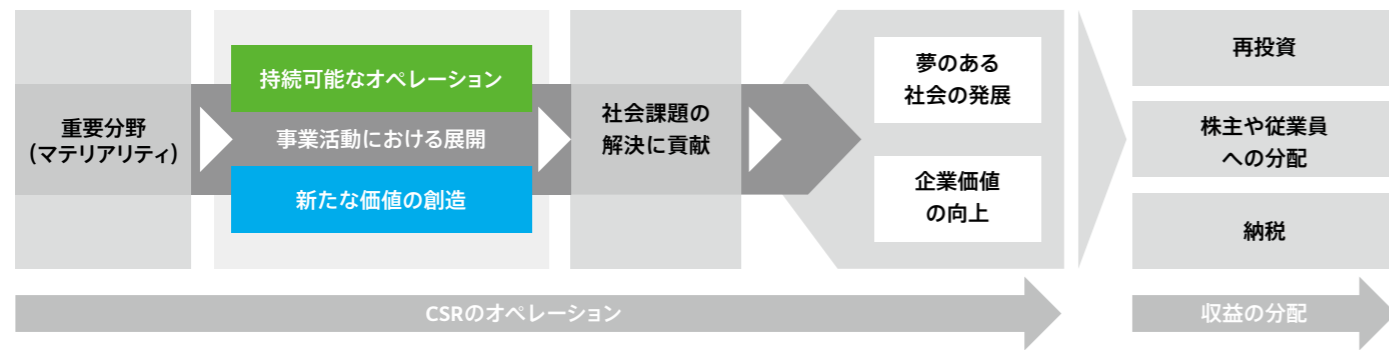 重要分野
(マテリアリティ)
持続可能なオペレーション
事業活動における展開
新たな価値の創造
社会課題の
解決に貢献
夢のある
社会の発展
企業価値
の向上
再投資
株主や従業員
への分配
納税
CSRのオペレーション
収益の分配